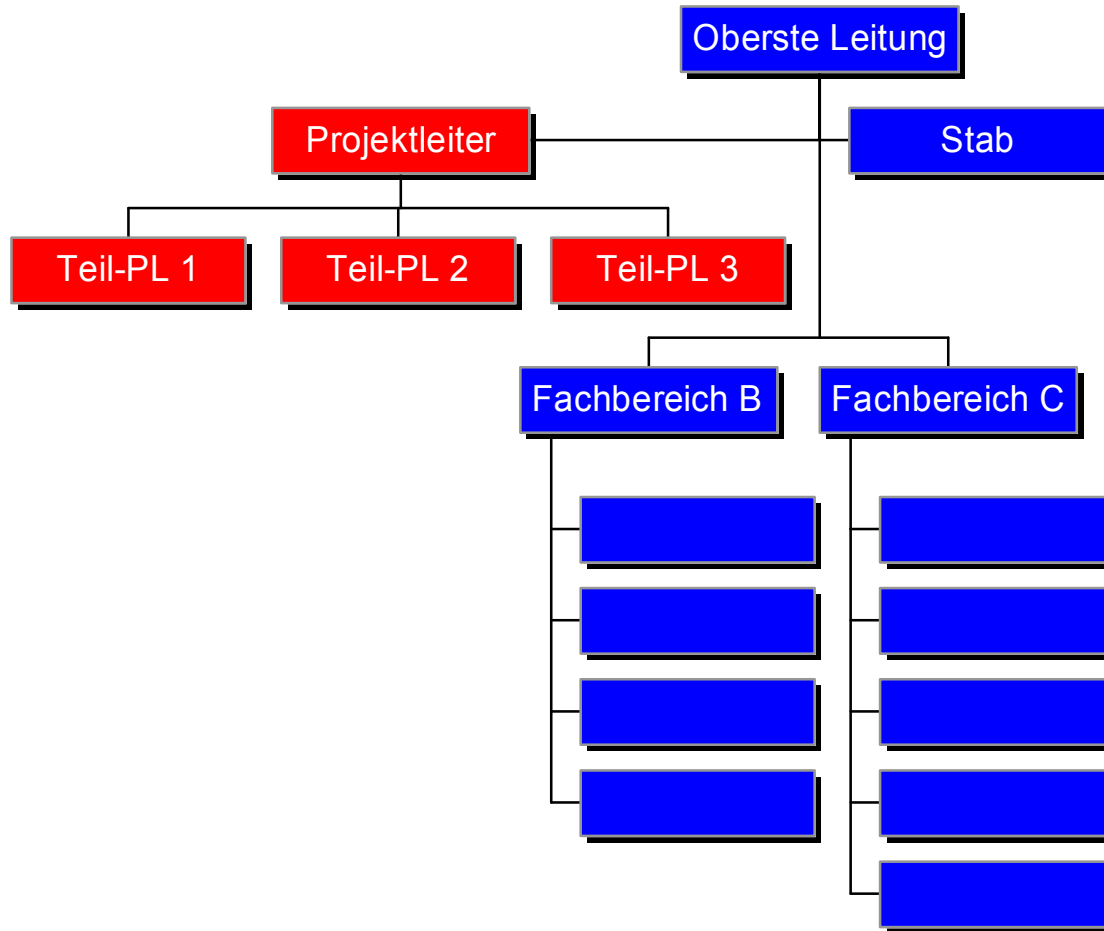 Oberste Leitung
Projektleiter
Stab
Teil-PL 1
Teil-PL 2
Teil-PL 3
Fachbereich B
Fachbereich C